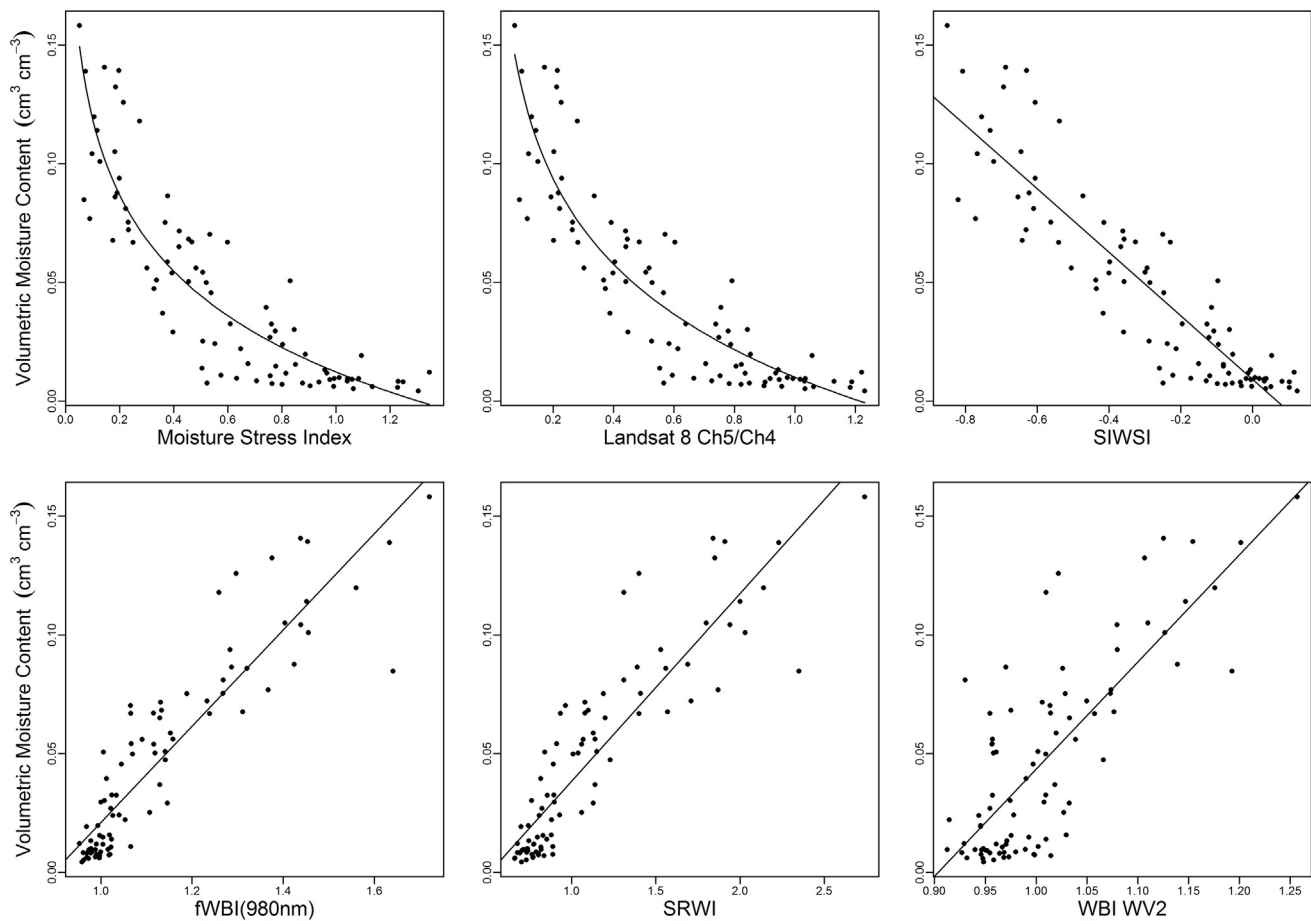 Volumetric Moisture Content (cm³ cm⁻³)
0.15
0.10
0.05
0.00
0.0 0.2 0.4 0.6 0.8 1.0 1.2
Moisture Stress Index
0.15
0.10
0.05
0.00
0.2 0.4 0.6 0.8 1.0 1.2
Landsat 8 Ch5/Ch4
0.15
0.10
0.05
0.00
-0.8 -0.6 -0.4 -0.2 0.0
SIWSI
Volumetric Moisture Content (cm³ cm⁻³)
0.15
0.10
0.05
0.00
1.0 1.2 1.4 1.6
fWBI(980nm)
0.15
0.10
0.05
0.00
1.0 1.5 2.0 2.5
SRWI
0.15
0.10
0.05
0.00
0.90 0.95 1.00 1.05 1.10 1.15 1.20 1.25
WBI WV2